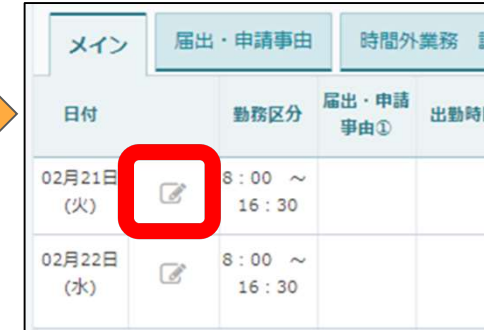 メイン 届出・申請事由 時間外業務
日付 勤務区分 届出・申請事由① 出勤時
02月21日(火) 8:00 ～ 16:30
02月22日(水) 8:00 ～ 16:30